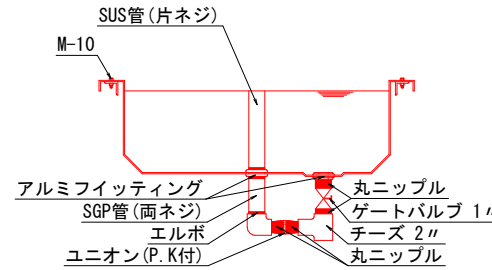 SUS管(片ネジ)
M-10
アルミフイッティング
丸ニップル
SGP管(両ネジ)
ゲートバルブ 1〃
エルボ
チーズ 2〃
ユニオン(P.K付)
丸ニップル